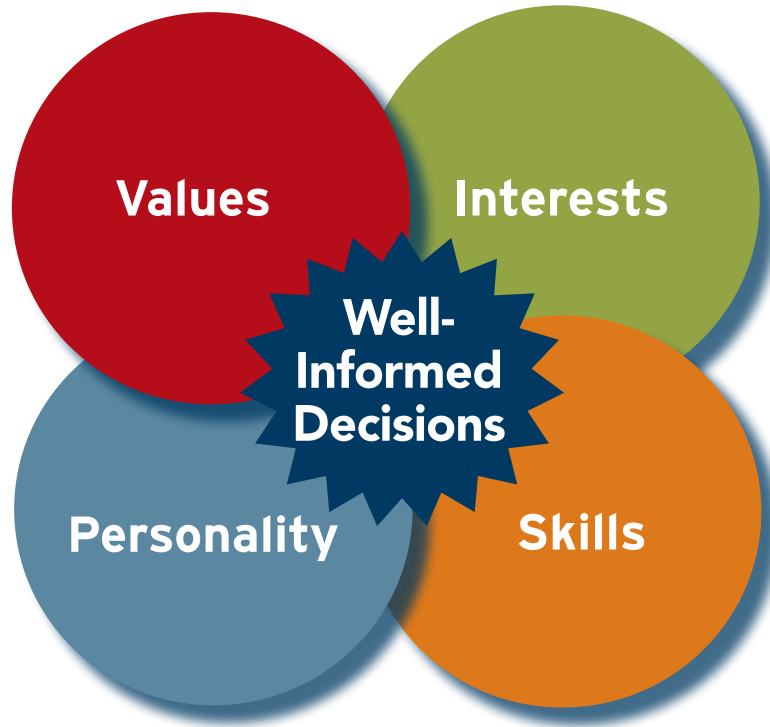 Values
Interests
Well-
Informed
Decisions
Personality
Skills